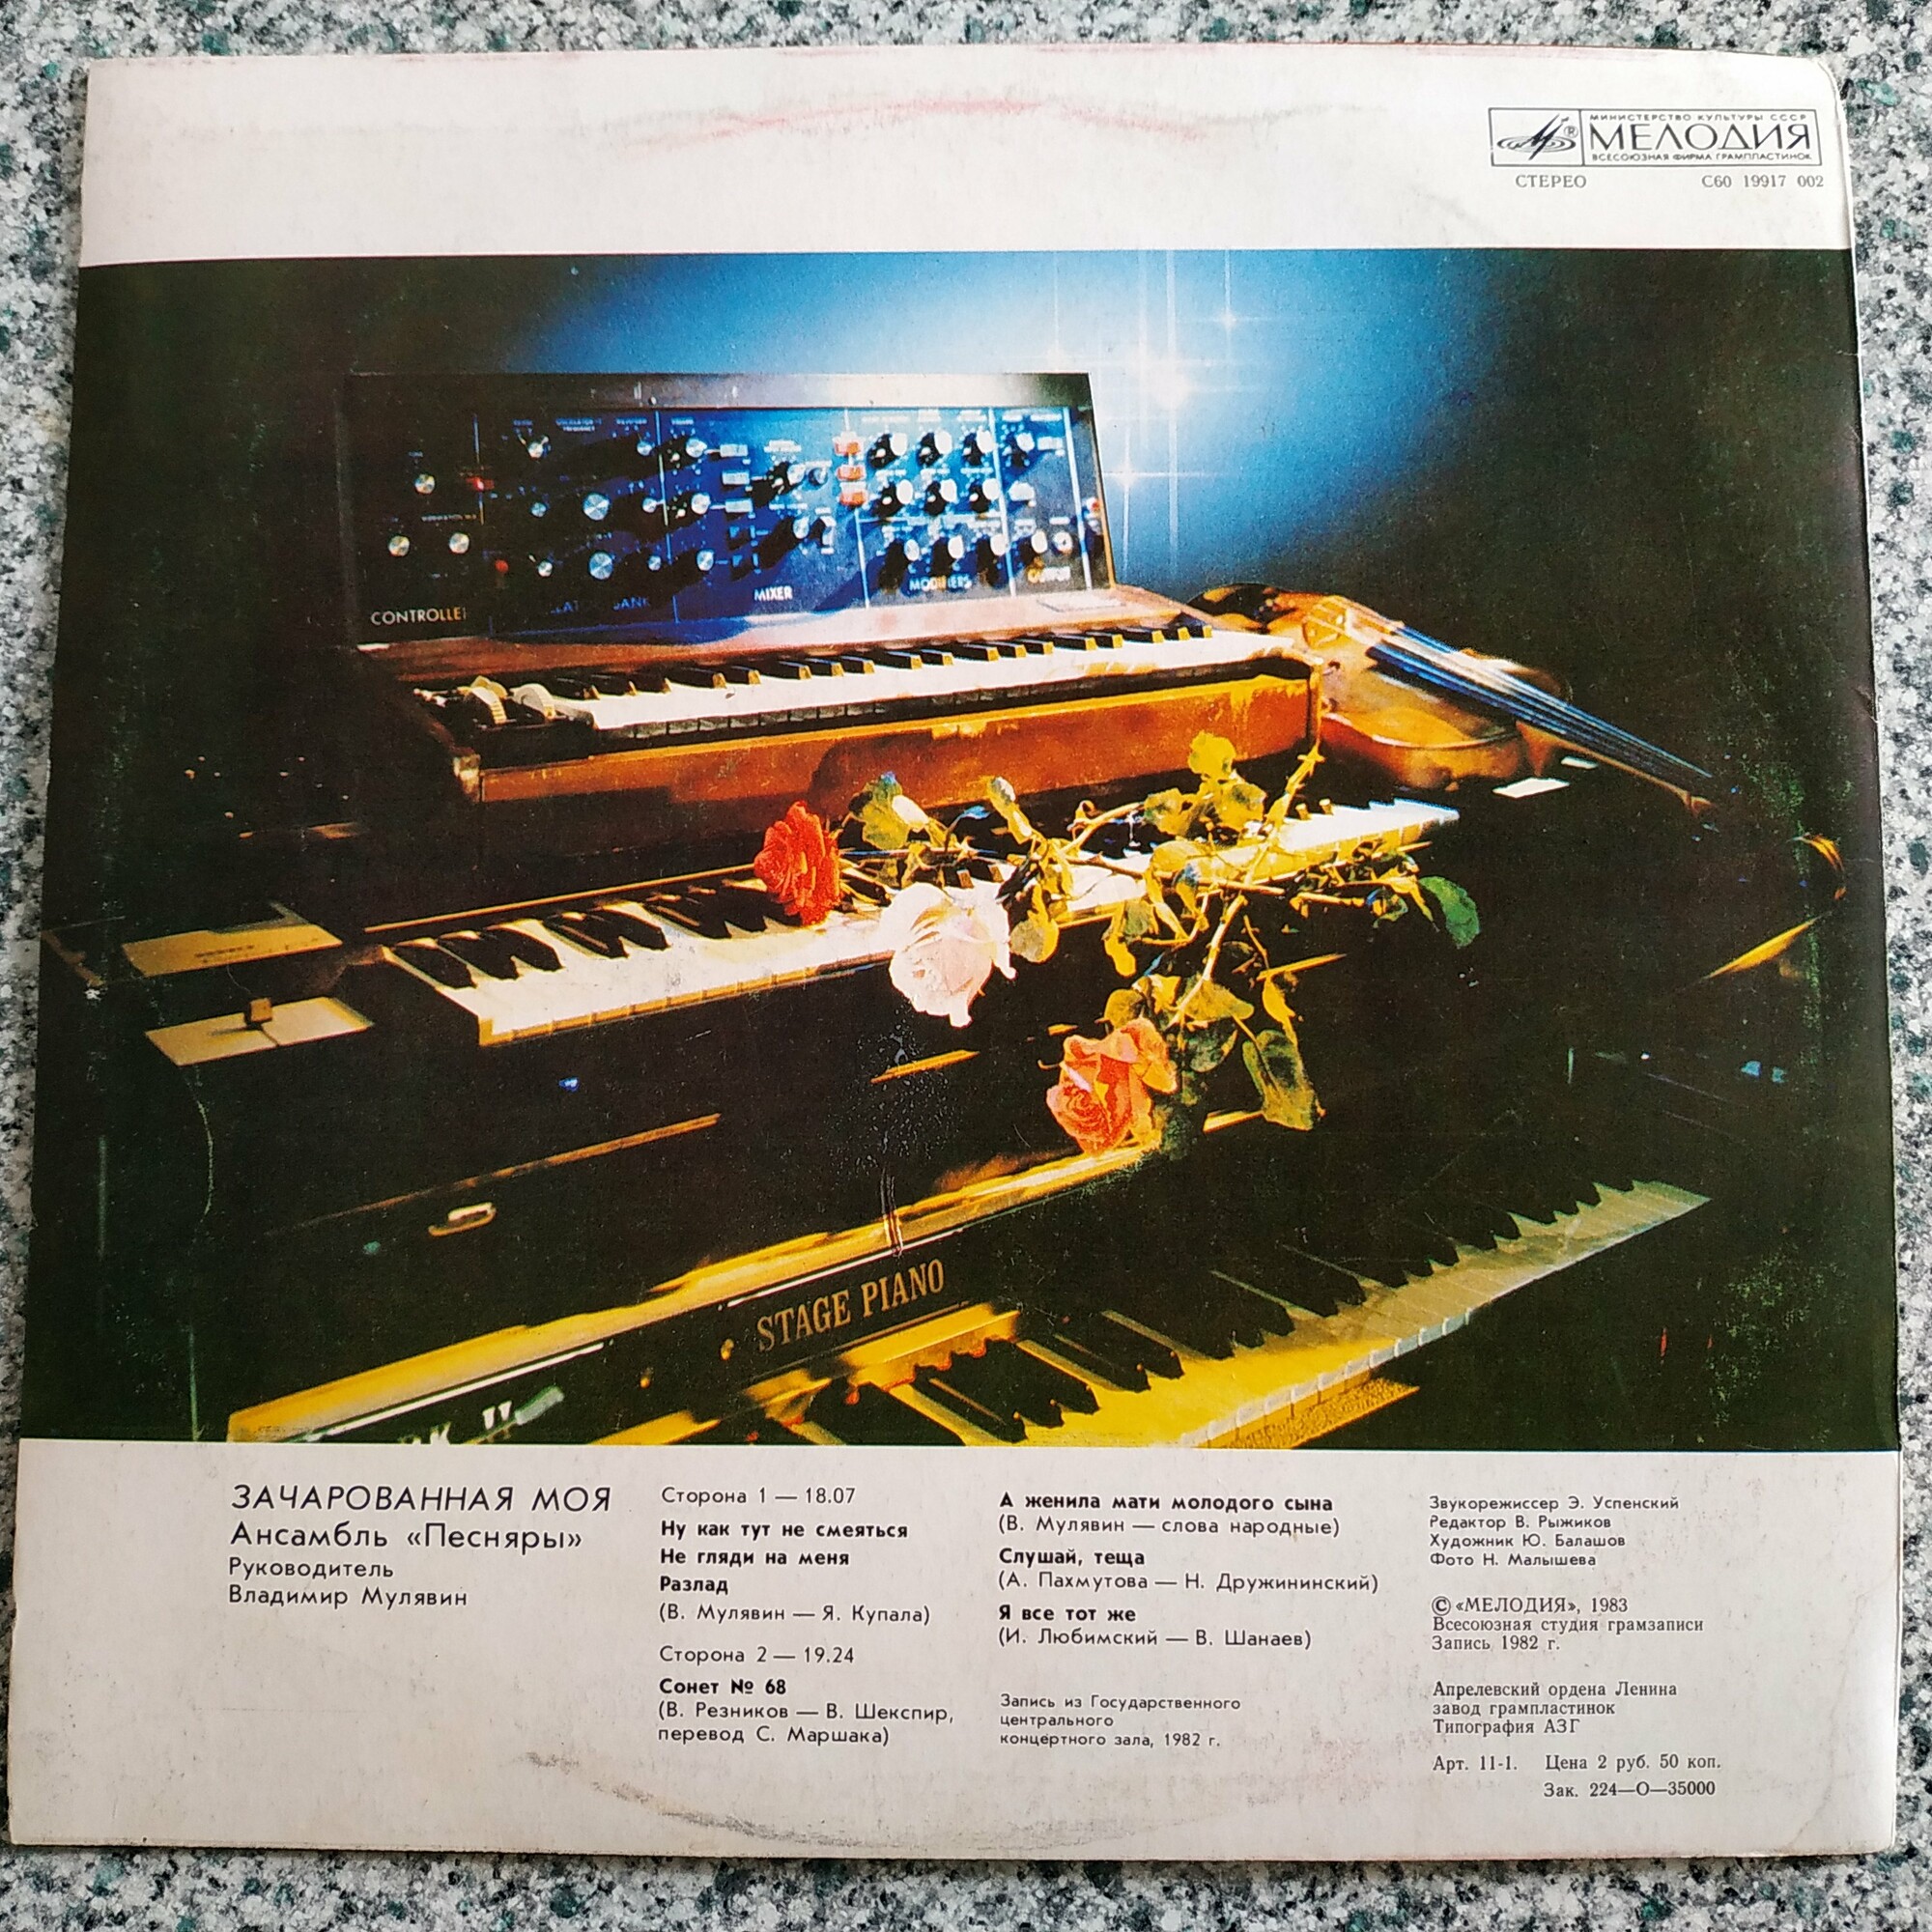 МИНИСТЕРСТВО КУЛЬТУРЫ СССР
МЕЛОДИЯ
ВСЕСОЮЗНАЯ ФИРМА ГРАМПЛАСТИНОК
СТЕРЕО С60 19917 002
MIXER
MODIFIERS
OUTPUT
STAGE PIANO
ЗАЧАРОВАННАЯ МОЯ
Ансамбль «Песняры»
Руководитель
Владимир Мулявин
Сторона 1 — 18.07
Ну как тут не смеяться
Не гляди на меня
Разлад
(В. Мулявин — Я. Купала)
Сторона 2 — 19.24
Сонет № 68
(В. Резников — В. Шекспир,
перевод С. Маршака)
А женила мати молодого сына
(В. Мулявин — слова народные)
Слушай, теща
(А. Пахмутова — Н. Дружининский)
Я все тот же
(И. Любимский — В. Шанаев)
Запись из Государственного
центрального
концертного зала, 1982 г.
Звукорежиссер Э. Успенский
Редактор В. Рыжиков
Художник Ю. Балашов
Фото Н. Малышева
© «МЕЛОДИЯ», 1983
Всесоюзная студия грамзаписи
Запись 1982 г.
Апрелевский ордена Ленина
завод грампластинок
Типография АЗГ
Арт. 11-1. Цена 2 руб. 50 коп.
Зак. 224—О—35000